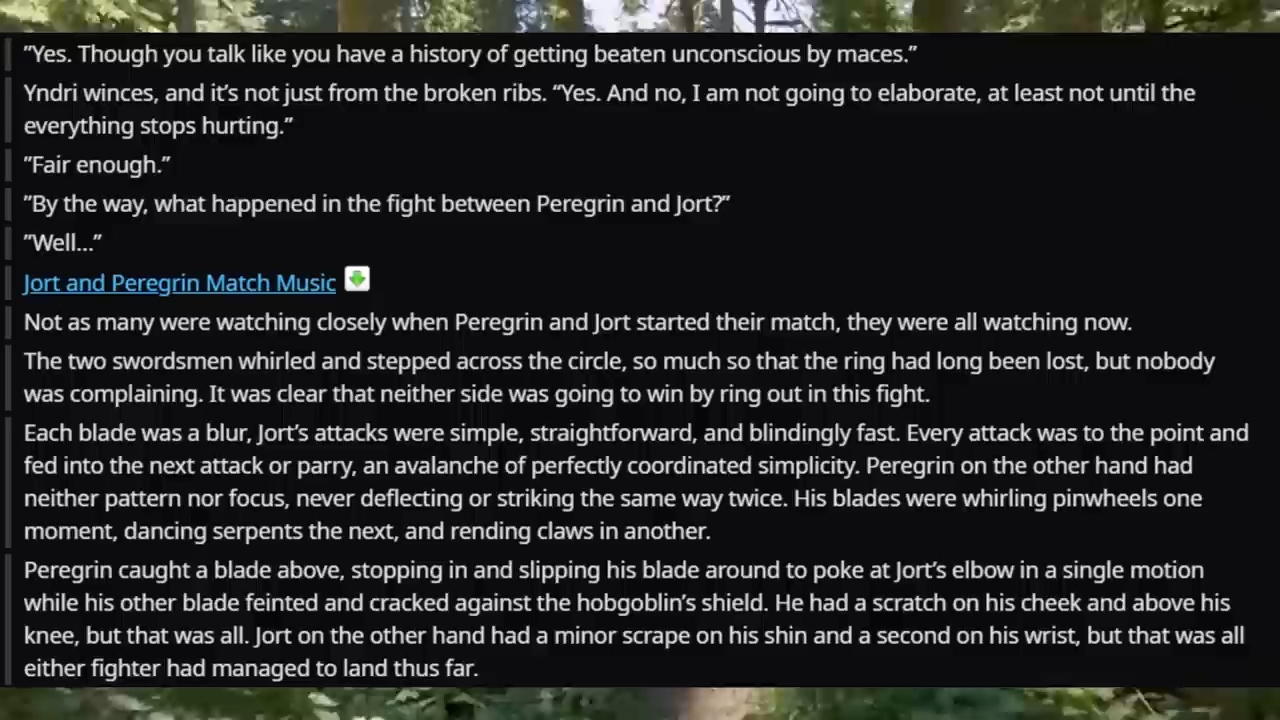 ”Yes. Though you talk like you have a history of getting beaten unconscious by maces.”
Yndri winces, and it’s not just from the broken ribs. “Yes. And no, I am not going to elaborate, at least not until the
everything stops hurting.”
”Fair enough.”
”By the way, what happened in the fight between Peregrin and Jort?”
”Well...”
Jort and Peregrin Match Music
Not as many were watching closely when Peregrin and Jort started their match, they were all watching now.
The two swordsmen whirled and stepped across the circle, so much so that the ring had long been lost, but nobody
was complaining. It was clear that neither side was going to win by ring out in this fight.
Each blade was a blur, Jort’s attacks were simple, straightforward, and blindingly fast. Every attack was to the point and
fed into the next attack or parry, an avalanche of perfectly coordinated simplicity. Peregrin on the other hand had
neither pattern nor focus, never deflecting or striking the same way twice. His blades were whirling pinwheels one
moment, dancing serpents the next, and rending claws in another.
Peregrin caught a blade above, stopping in and slipping his blade around to poke at Jort’s elbow in a single motion
while his other blade feinted and cracked against the hobgoblin’s shield. He had a scratch on his cheek and above his
knee, but that was all. Jort on the other hand had a minor scrape on his shin and a second on his wrist, but that was all
either fighter had managed to land thus far.